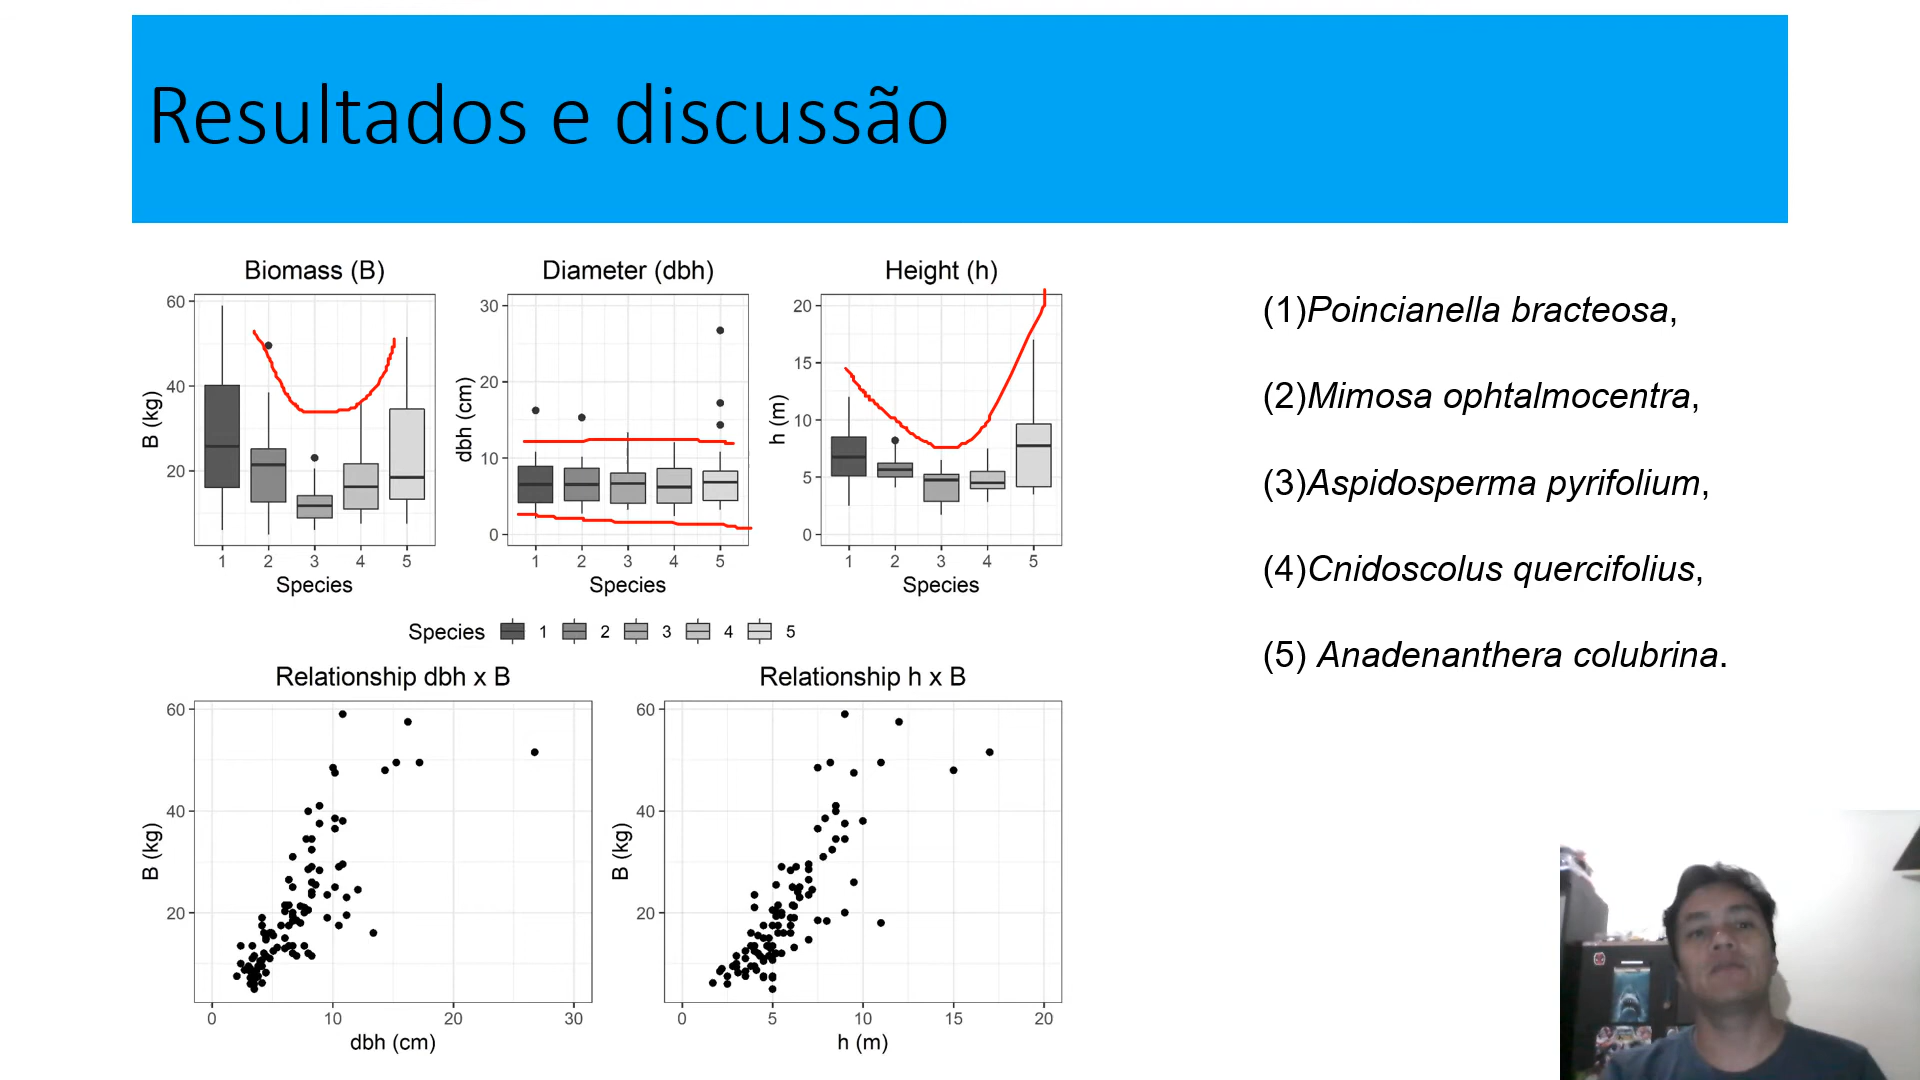 Resultados e discussão
Biomass (B)
B (kg)
60
40
20
1 2 3 4 5
Species
Diameter (dbh)
dbh (cm)
30
20
10
0
1 2 3 4 5
Species
Height (h)
h (m)
20
15
10
5
0
1 2 3 4 5
Species
Species 1 2 3 4 5
Relationship dbh x B
B (kg)
60
40
20
0 10 20 30
dbh (cm)
Relationship h x B
B (kg)
60
40
20
0 5 10 15 20
h (m)
(1)Poincianella bracteosa,
(2)Mimosa ophtalmocentra,
(3)Aspidosperma pyrifolium,
(4)Cnidoscolus quercifolius,
(5) Anadenanthera colubrina.